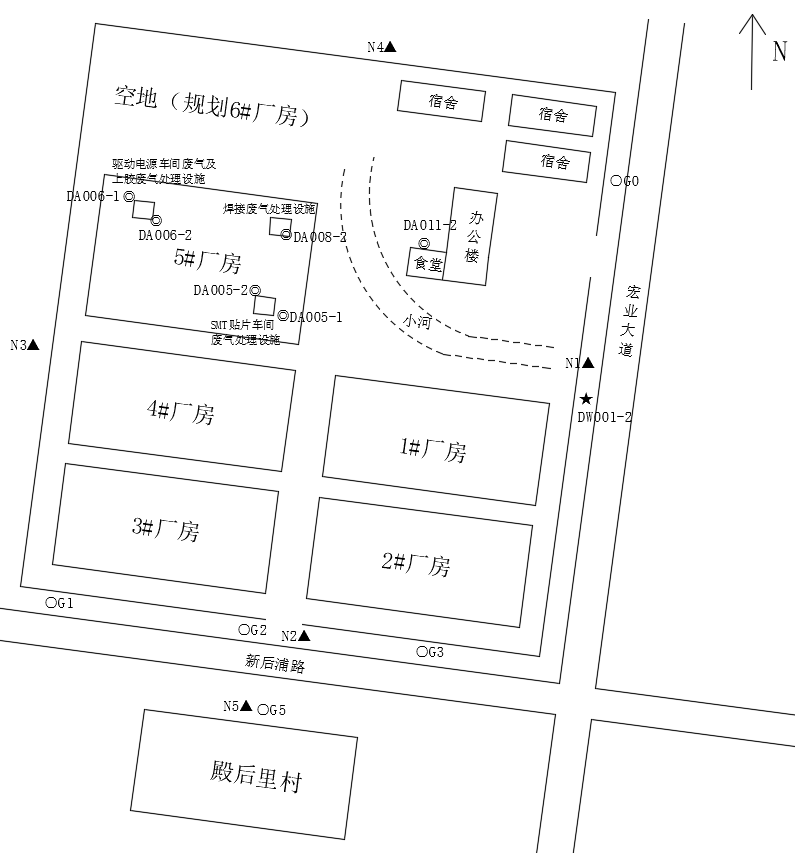 N4▲
N
空地（规划6#厂房）
宿舍
宿舍
宿舍
○G0
驱动电源车间废气及
上胶废气处理设施
DA006-1◎
◎
DA006-2
焊接废气处理设施
◎DA008-2
5#厂房
DA005-2◎
◎DA005-1
SMT贴片车间
废气处理设施
办公楼
DA011-2
◎
食堂
小河
宏业大道
N3▲
N1▲
★
DW001-2
4#厂房
1#厂房
3#厂房
2#厂房
○G1
○G2
N2▲
○G3
新后浦路
N5▲
○G5
殿后里村